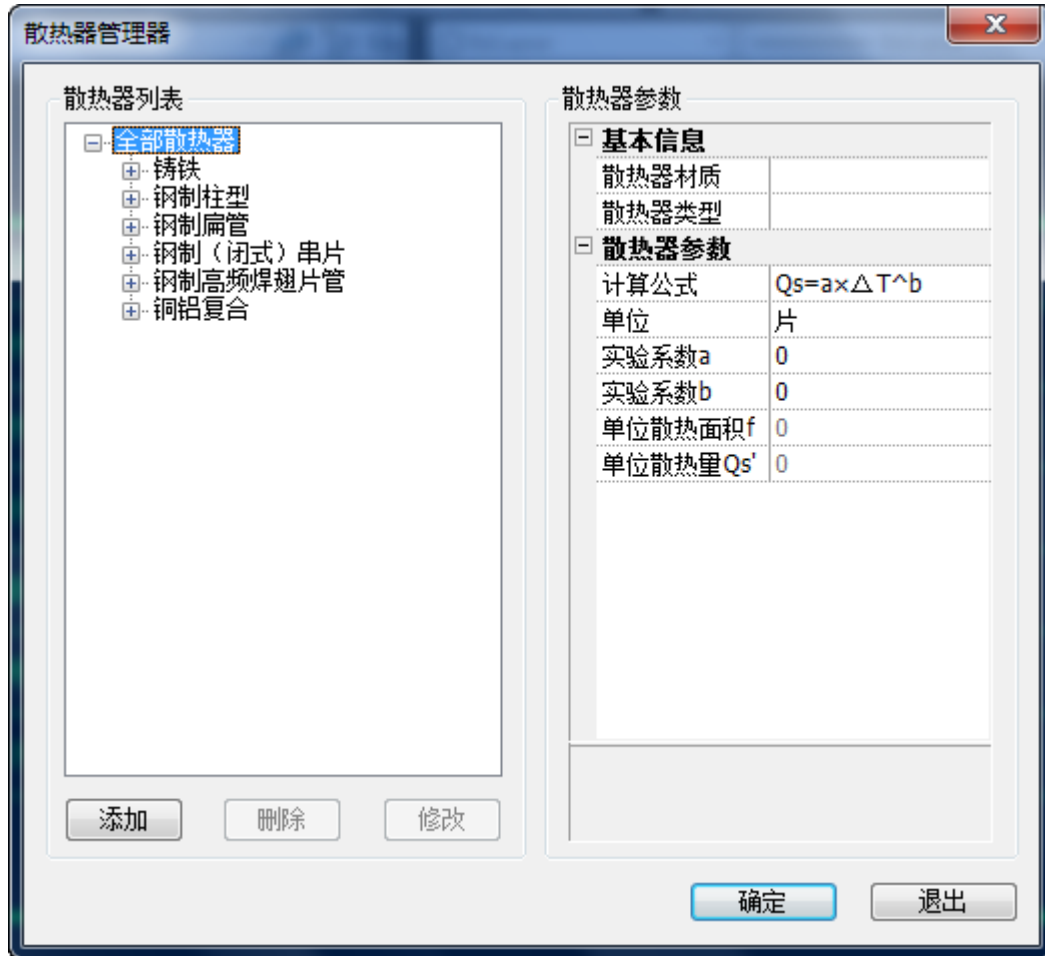 散热器管理器
散热器列表
全部散热器
铸铁
钢制柱型
钢制扁管
钢制（闭式）串片
钢制高频焊翅片管
铜铝复合
添加
删除
修改
散热器参数
基本信息
散热器材质
散热器类型
散热器参数
计算公式 Qs=a×△T^b
单位 片
实验系数a 0
实验系数b 0
单位散热面积f 0
单位散热量Qs' 0
确定
退出